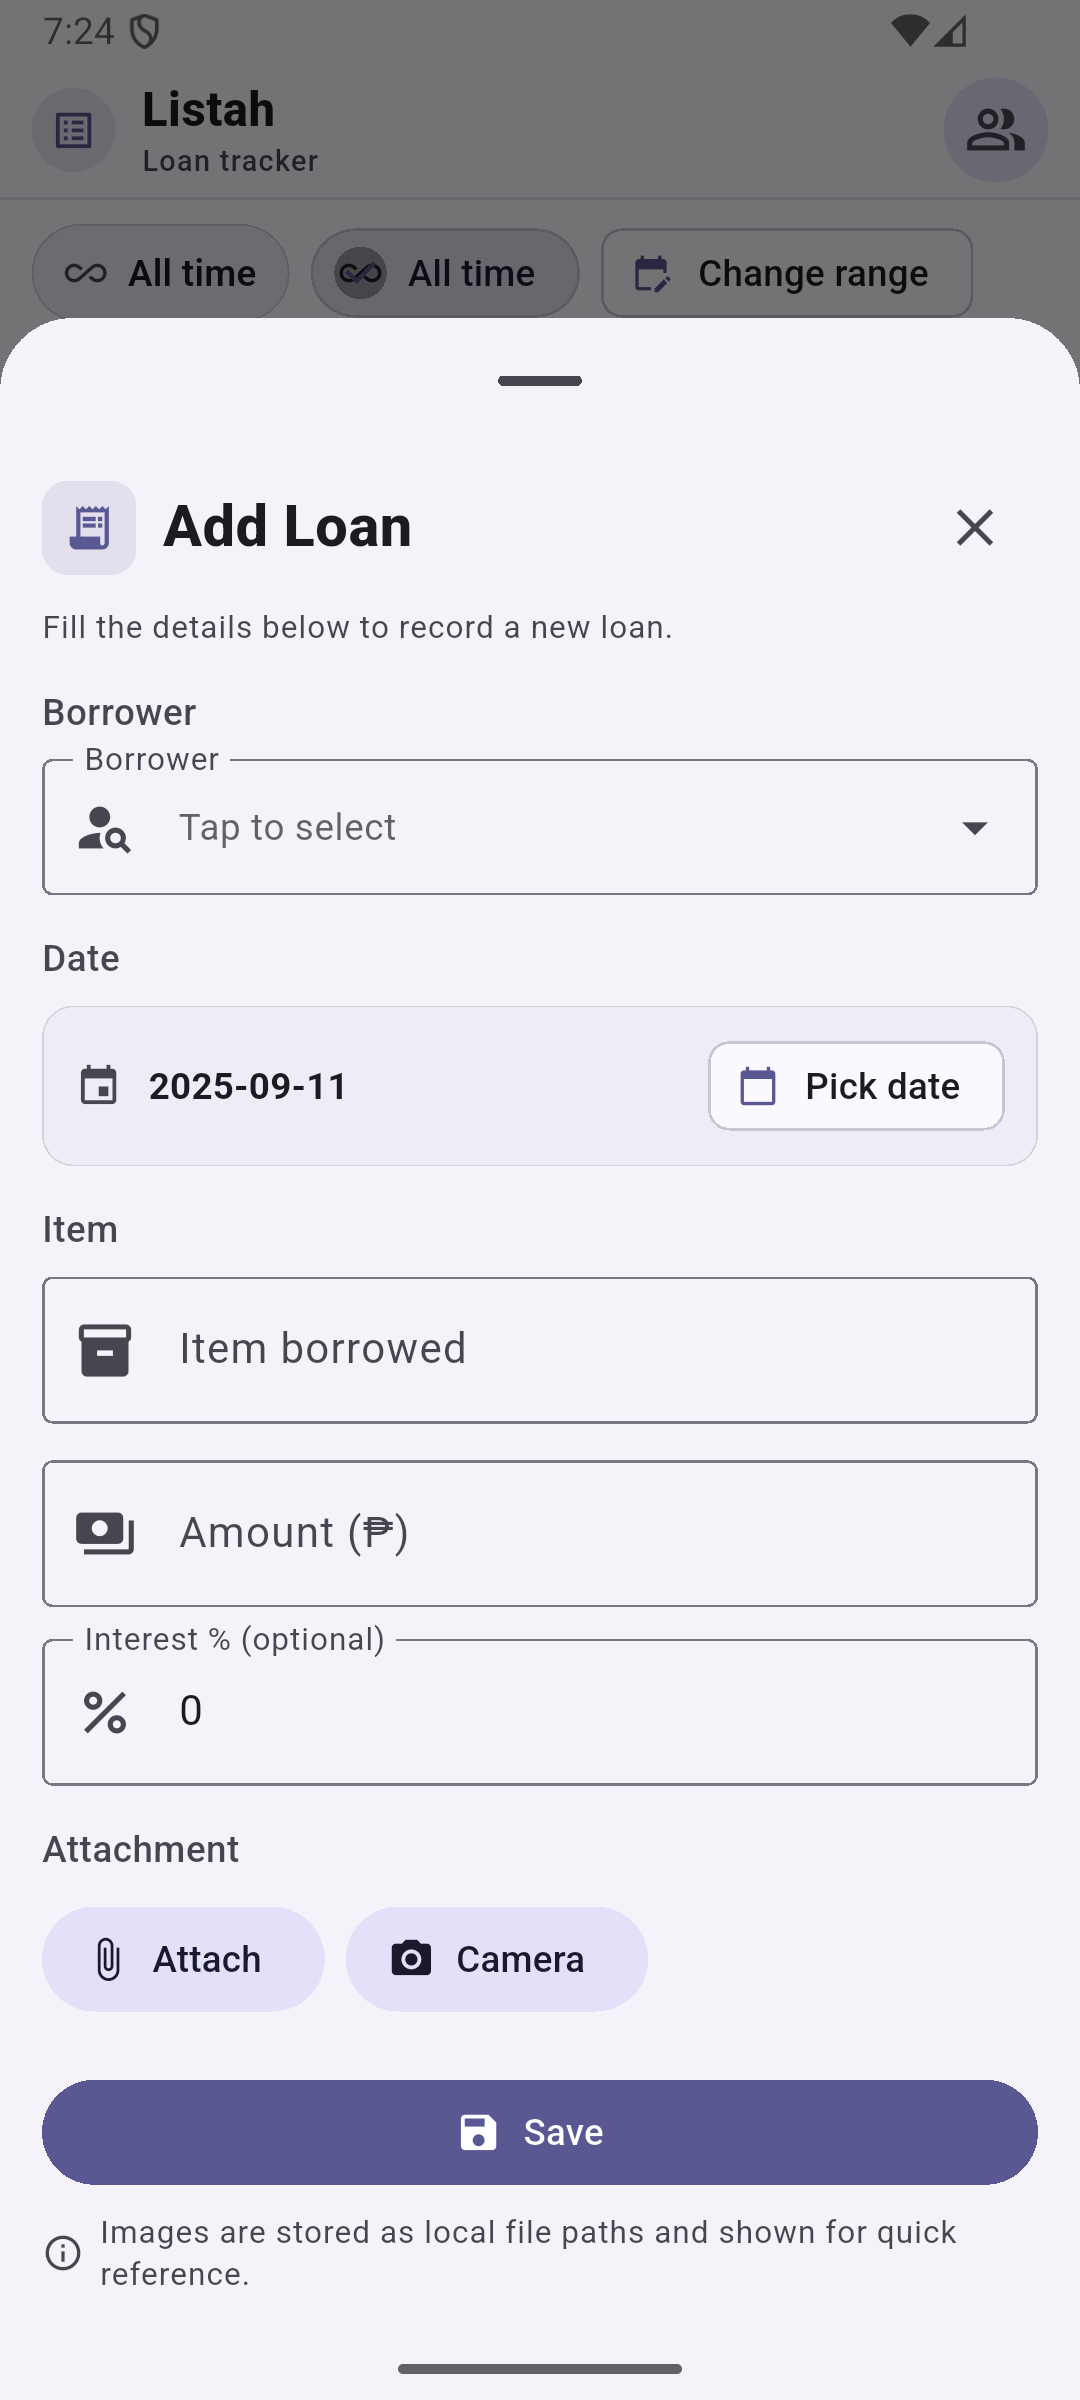 7:24
Listah
Loan tracker
All time
All time
Change range
Add Loan
Fill the details below to record a new loan.
Borrower
Borrower
Tap to select
Date
2025-09-11
Pick date
Item
Item borrowed
Amount (₱)
Interest % (optional)
0
Attachment
Attach
Camera
Save
Images are stored as local file paths and shown for quick
reference.